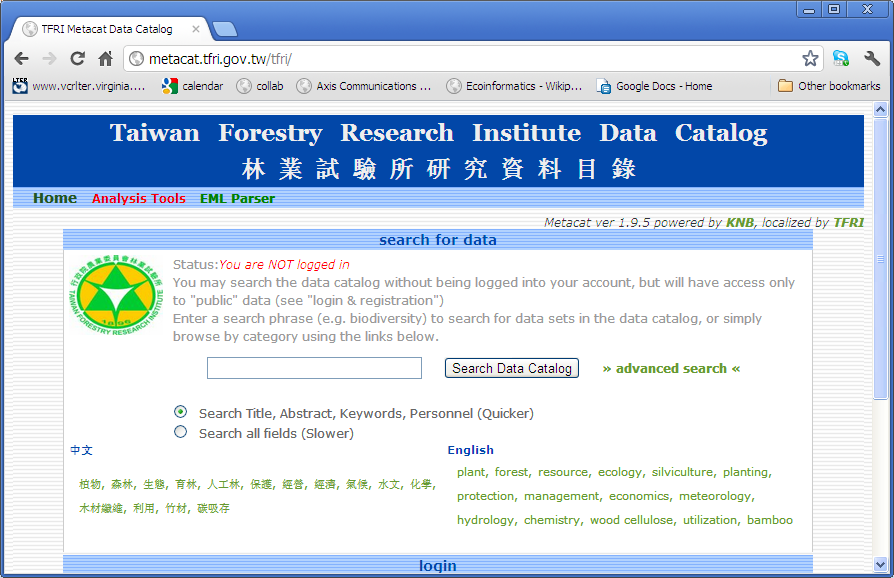 TFRI Metacat Data Catalog
metacat.tfri.gov.tw/tfri/
www.vcrlter.virginia.... calendar collab Axis Communications ... Ecoinformatics - Wikip... Google Docs - Home Other bookmarks
Taiwan Forestry Research Institute Data Catalog
林業試驗所研究資料目錄
Home Analysis Tools EML Parser
Metacat ver 1.9.5 powered by KNB, localized by TFRI
search for data
行政院農業委員會林業試驗所
TAIWAN FORESTRY RESEARCH INSTITUTE
1895
Status:You are NOT logged in
You may search the data catalog without being logged into your account, but will have access only
to "public" data (see "login & registration")
Enter a search phrase (e.g. biodiversity) to search for data sets in the data catalog, or simply
browse by category using the links below.
Search Data Catalog » advanced search «
Search Title, Abstract, Keywords, Personnel (Quicker)
Search all fields (Slower)
中文
植物, 森林, 生態, 育林, 人工林, 保護, 經營, 經濟, 氣候, 水文, 化學,
木材纖維, 利用, 竹材, 碳吸存
English
plant, forest, resource, ecology, silviculture, planting,
protection, management, economics, meteorology,
hydrology, chemistry, wood cellulose, utilization, bamboo
login